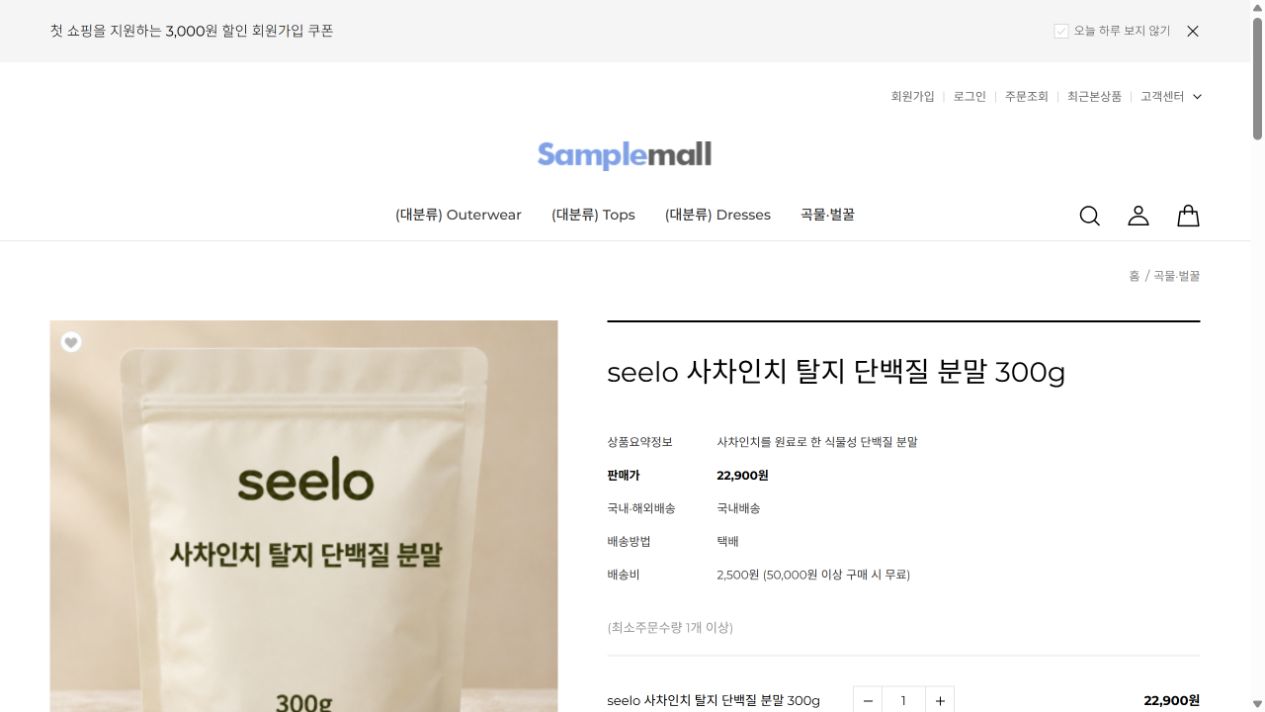 첫 쇼핑을 지원하는 3,000원 할인 회원가입 쿠폰
오늘 하루 보지 않기
회원가입 로그인 주문조회 최근본상품 고객센터
Samplemall
(대분류) Outerwear (대분류) Tops (대분류) Dresses 곡물·벌꿀
홈 / 곡물·벌꿀
seelo
사차인치 탈지 단백질 분말
300g
seelo 사차인치 탈지 단백질 분말 300g
상품요약정보 사차인치를 원료로 한 식물성 단백질 분말
판매가 22,900원
국내·해외배송 국내배송
배송방법 택배
배송비 2,500원 (50,000원 이상 구매 시 무료)
(최소주문수량 1개 이상)
seelo 사차인치 탈지 단백질 분말 300g − 1 + 22,900원